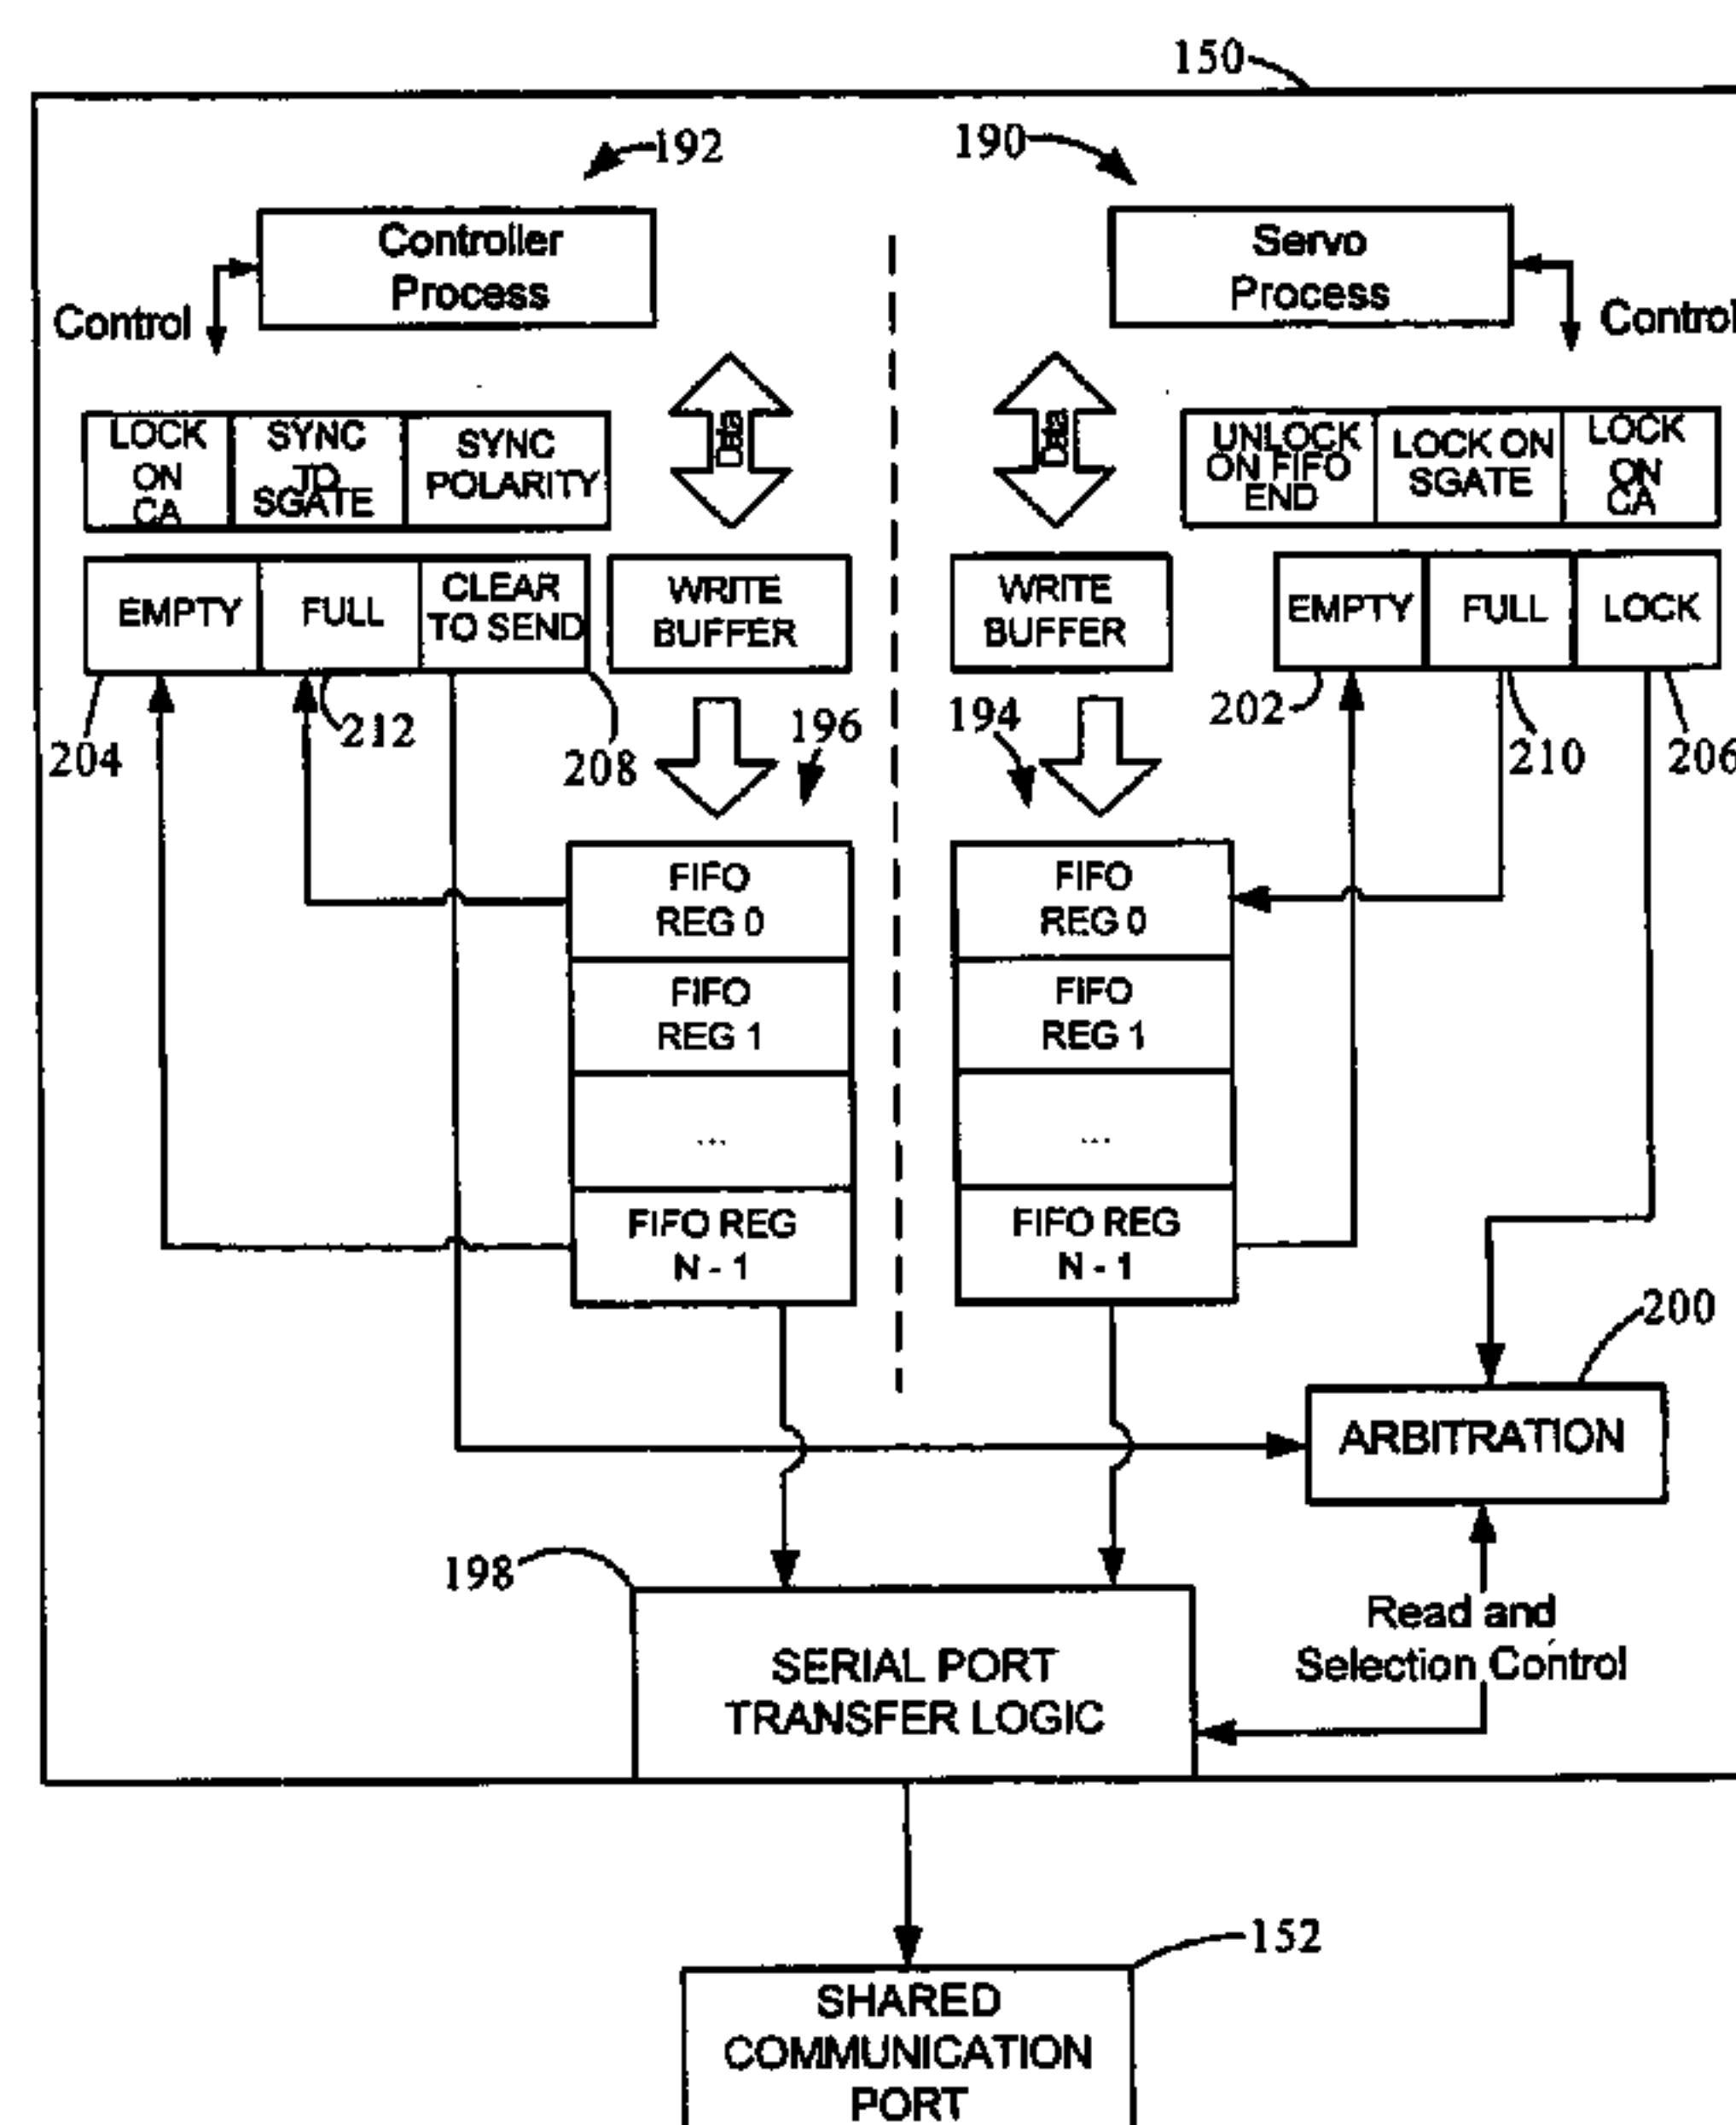 150
192
190
Controller
Process
Servo
Process
Control
Control
Data
Data
LOCK
ON
CA
SYNC
TO
SGATE
SYNC
POLARITY
UNLOCK
ON FIFO
END
LOCK ON
SGATE
LOCK
ON
CA
EMPTY
FULL
CLEAR
TO SEND
WRITE
BUFFER
WRITE
BUFFER
EMPTY
FULL
LOCK
204
212
208
196
194
202
210
206
FIFO
REG 0
FIFO
REG 1
...
FIFO REG
N - 1
FIFO
REG 0
FIFO
REG 1
...
FIFO REG
N - 1
200
ARBITRATION
198
Read and
Selection Control
SERIAL PORT
TRANSFER LOGIC
152
SHARED
COMMUNICATION
PORT